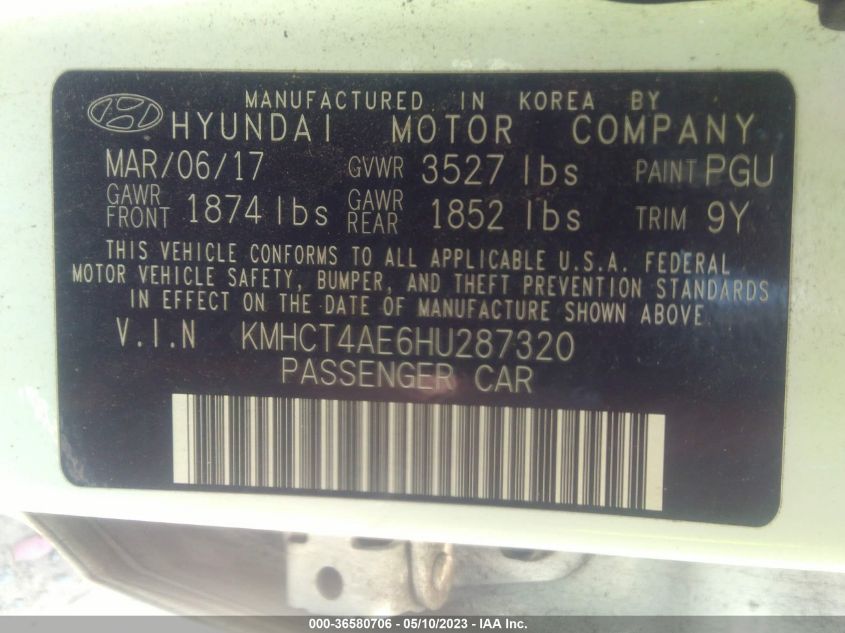 MANUFACTURED IN KOREA BY
HYUNDAI MOTOR COMPANY
MAR/06/17 GVWR 3527 lbs PAINT PGU
GAWR FRONT 1874 lbs GAWR REAR 1852 lbs TRIM 9Y
THIS VEHICLE CONFORMS TO ALL APPLICABLE U.S.A. FEDERAL
MOTOR VEHICLE SAFETY, BUMPER, AND THEFT PREVENTION STANDARDS
IN EFFECT ON THE DATE OF MANUFACTURE SHOWN ABOVE.
V.I.N KMHCT4AE6HU287320
PASSENGER CAR
000-36580706 - 05/10/2023 - IAA Inc.